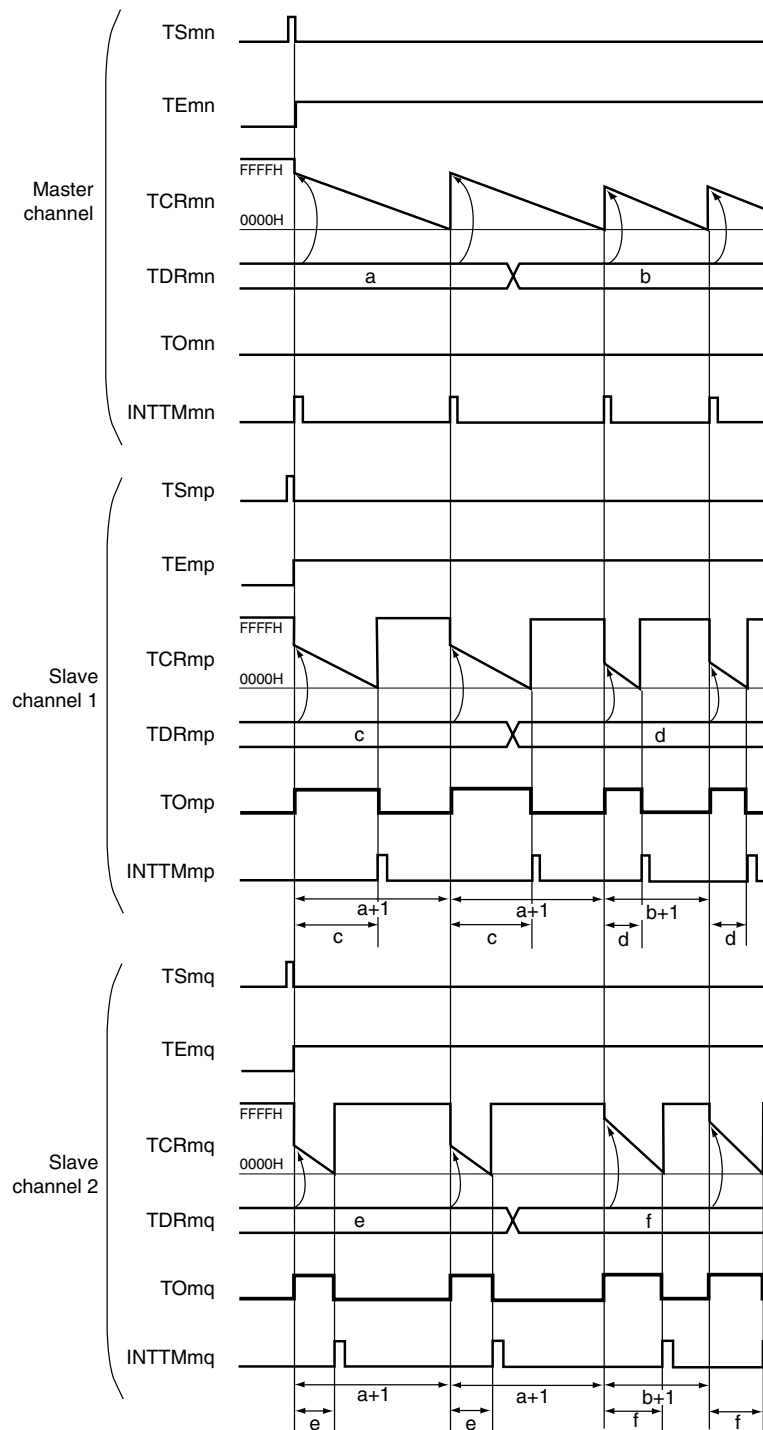 TSmn
TEmn
FFFFH
Master
channel
TCRmn
0000H
TDRmn
a
b
TOmn
INTTMmn
TSmp
TEmp
FFFFH
TCRmp
Slave
channel 1
0000H
TDRmp
c
d
TOmp
INTTMmp
a+1
a+1
b+1
c
c
d
d
TSmq
TEmq
FFFFH
TCRmq
Slave
channel 2
0000H
TDRmq
e
f
TOmq
INTTMmq
a+1
a+1
b+1
e
e
f
f